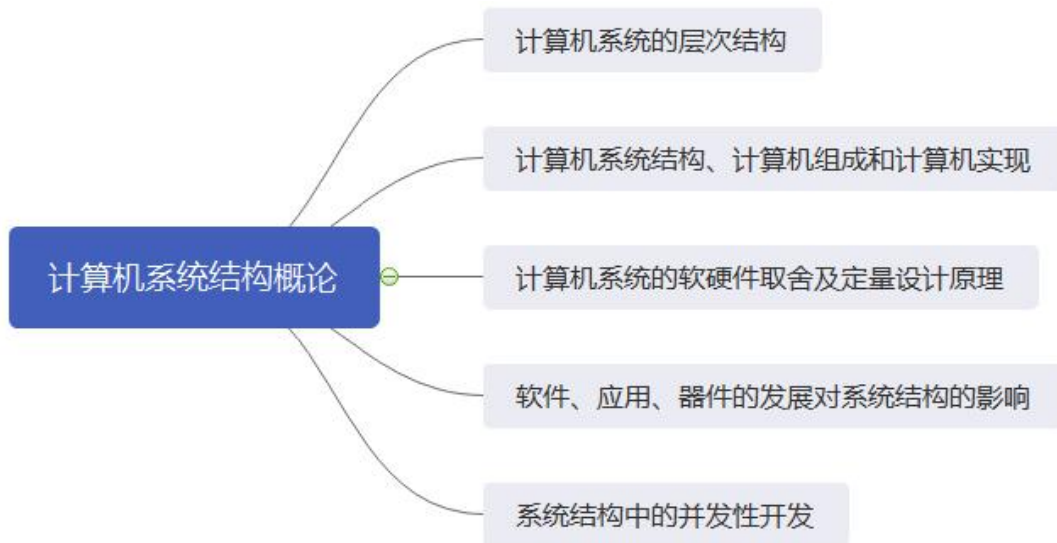 计算机系统的层次结构
计算机系统结构、计算机组成和计算机实现
计算机系统结构概论
计算机系统的软硬件取舍及定量设计原理
软件、应用、器件的发展对系统结构的影响
系统结构中的并发性开发